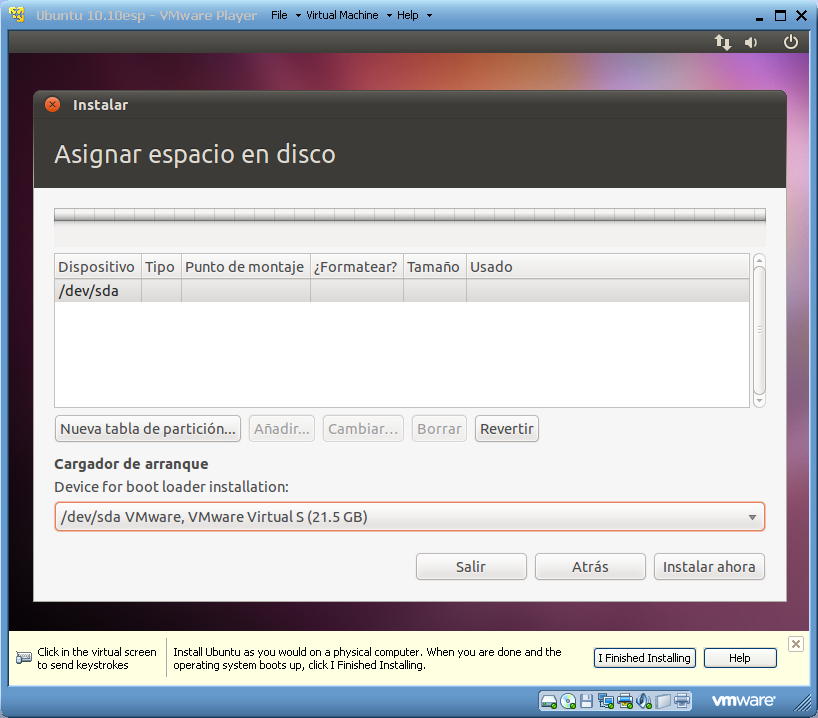 Ubuntu 10.10esp - VMware Player File Virtual Machine Help
Instalar
Asignar espacio en disco
Dispositivo Tipo Punto de montaje ¿Formatear? Tamaño Usado
/dev/sda
Nueva tabla de partición... Añadir... Cambiar... Borrar Revertir
Cargador de arranque
Device for boot loader installation:
/dev/sda VMware, VMware Virtual S (21.5 GB)
Salir Atrás Instalar ahora
Click in the virtual screen
to send keystrokes
Install Ubuntu as you would on a physical computer. When you are done and the
operating system boots up, click I Finished Installing.
I Finished Installing Help
vmware